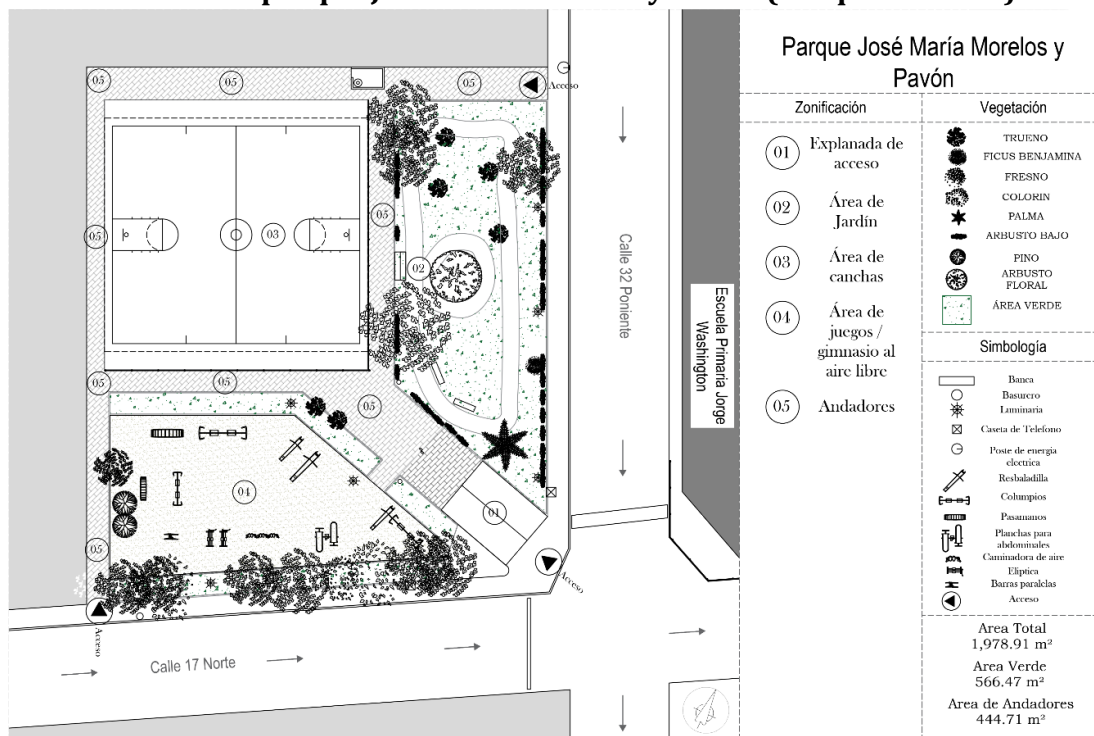 Parque José María Morelos y
Pavón
Zonificación
01 Explanada de
acceso
02 Área de
Jardín
03 Área de
canchas
04 Área de
juegos /
gimnasio al
aire libre
05 Andadores
Vegetación
TRUENO
FICUS BENJAMINA
FRESNO
COLORIN
PALMA
ARBUSTO BAJO
PINO
ARBUSTO
FLORAL
ÁREA VERDE
Simbología
Banca
Basurero
Luminaria
Caseta de Telefono
Poste de energia
electrica
Resbaladilla
Columpios
Pasamanos
Planchas para
abdominales
Caminadora de aire
Eliptica
Barras paralelas
Acceso
Area Total
1,978.91 m²
Area Verde
566.47 m²
Area de Andadores
444.71 m²
05
05
05
Acceso
05
05
03
02
05
05
05
04
01
05
Acceso
Acceso
Calle 32 Poniente
Escuela Primaria Jorge
Washington
Calle 17 Norte